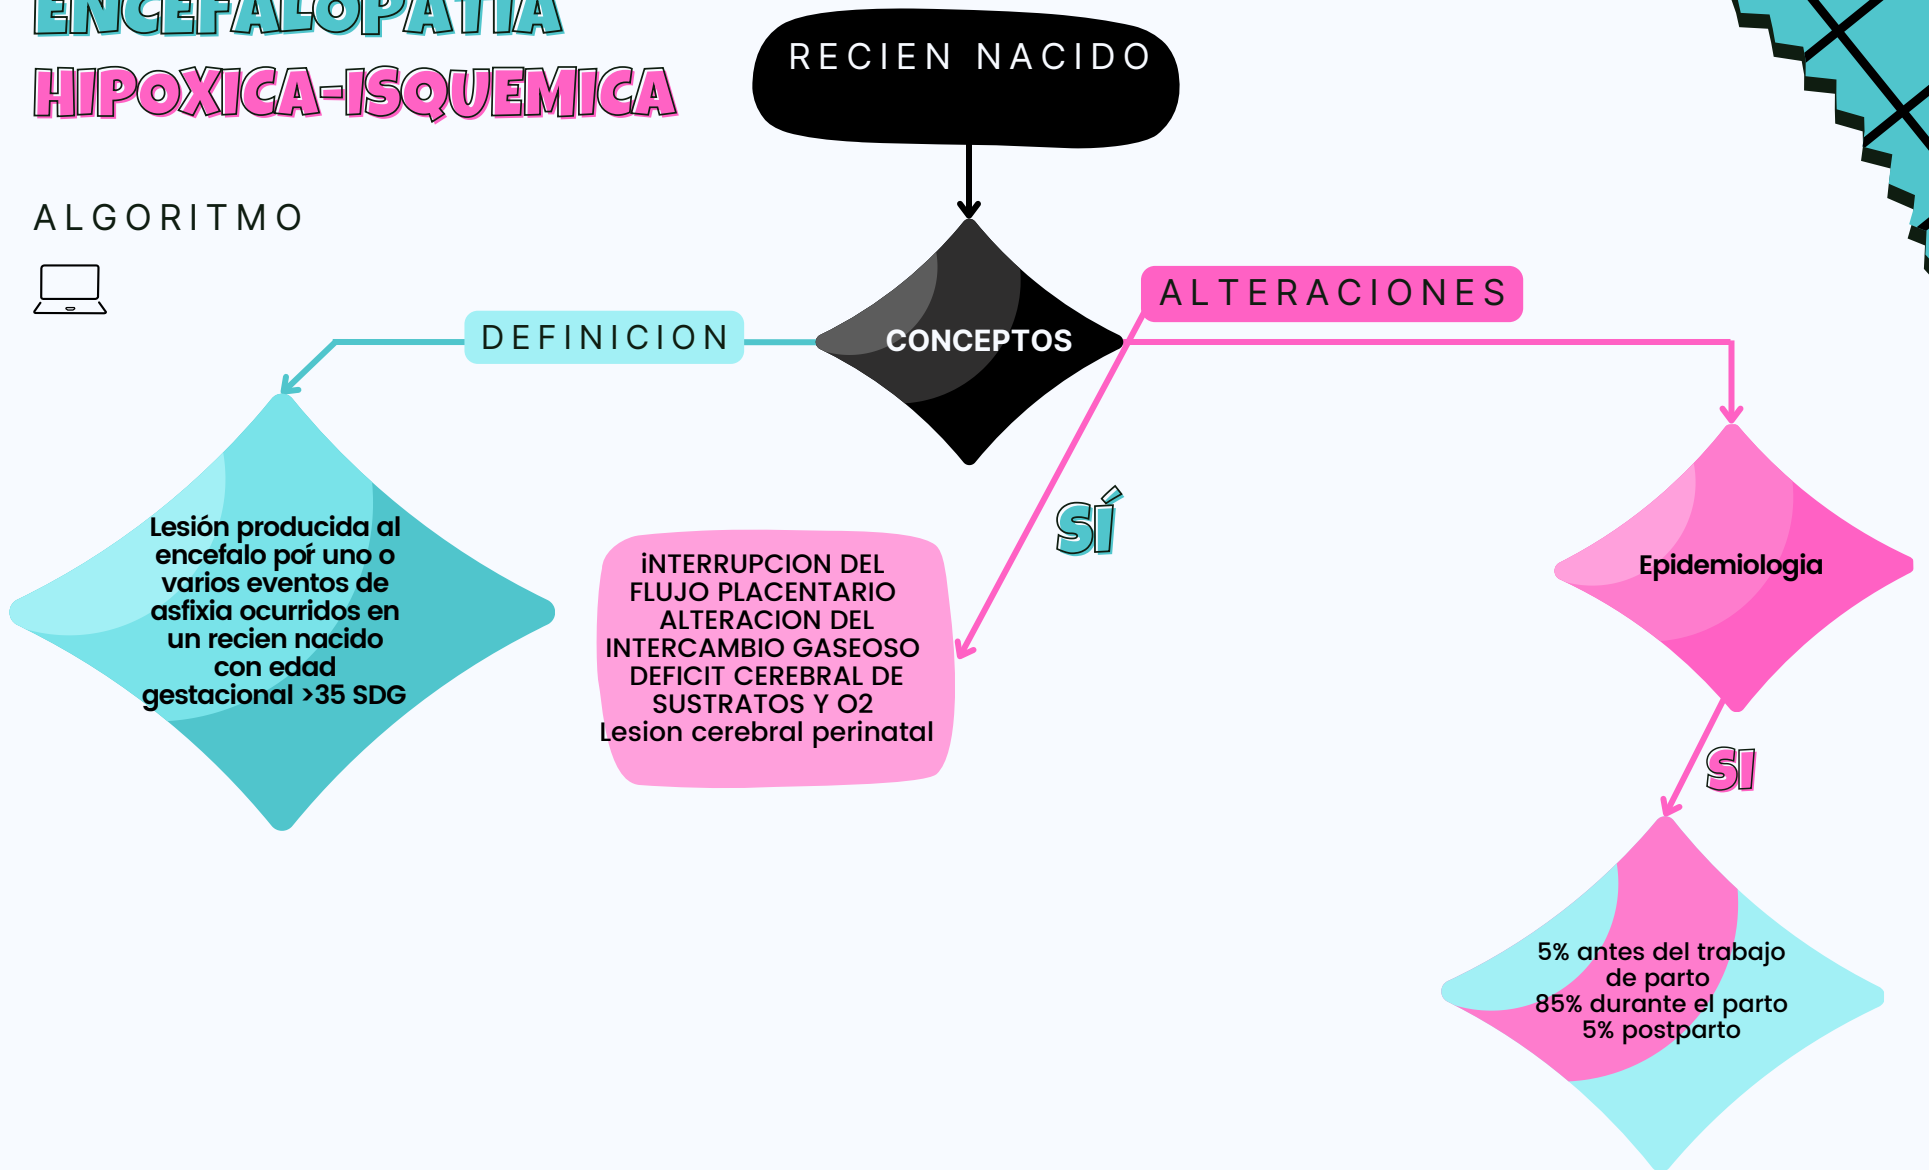 ENCEFALOPATIA
HIPOXICA-ISQUEMICA
RECIEN NACIDO
ALGORITMO
ALTERACIONES
DEFINICION
CONCEPTOS
SÍ
Lesión producida al
encefalo poŕ uno o
varios eventos de
asfixia ocurridos en
un recien nacido
con edad
gestacional >35 SDG
iNTERRUPCION DEL
FLUJO PLACENTARIO
ALTERACION DEL
INTERCAMBIO GASEOSO
DEFICIT CEREBRAL DE
SUSTRATOS Y O2
Lesion cerebral perinatal
Epidemiologia
SI
5% antes del trabajo
de parto
85% durante el parto
5% postparto